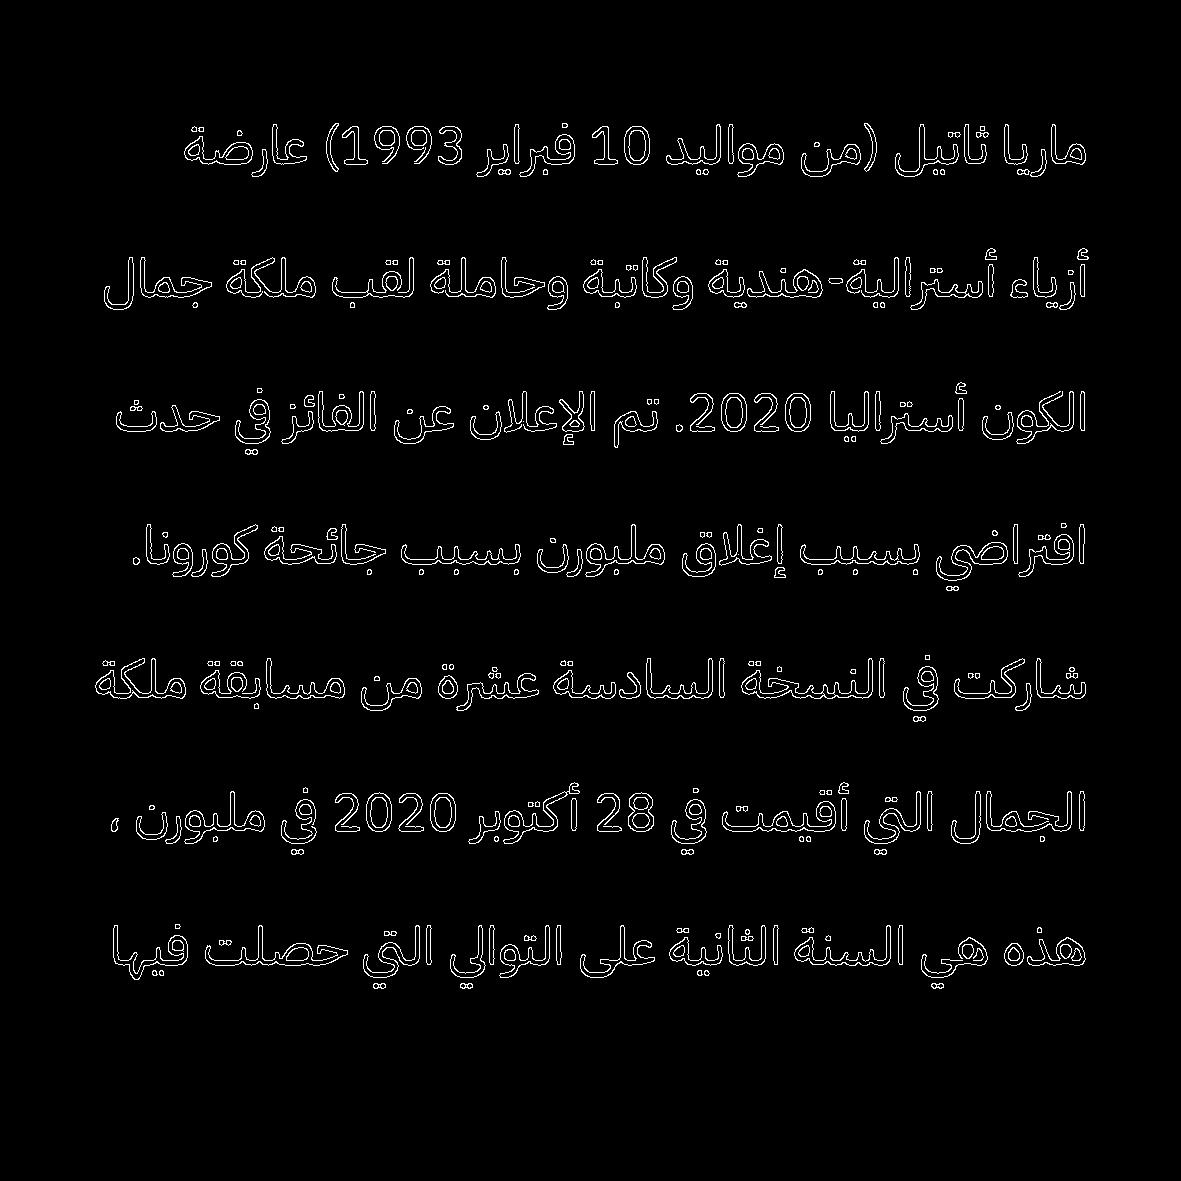 ماريا ثاتيل (من مواليد 10 فبراير 1993) عارضة
أزياء أسترالية-هندية وكاتبة وحاملة لقب ملكة جمال
الكون أستراليا 2020. تم الإعلان عن الفائز في حدث
افتراضي بسبب إغلاق ملبورن بسبب جائحة كورونا.
شاركت في النسخة السادسة عشرة من مسابقة ملكة
الجمال التي أقيمت في 28 أكتوبر 2020 في ملبورن ،
هذه هي السنة الثانية على التوالي التي حصلت فيها